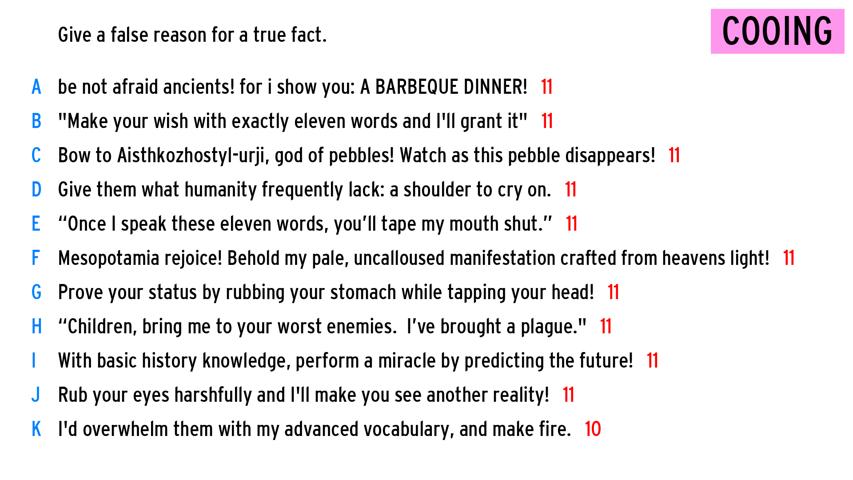 Give a false reason for a true fact.
COOING
A be not afraid ancients! for i show you: A BARBEQUE DINNER! 11
B "Make your wish with exactly eleven words and I'll grant it" 11
C Bow to Aisthkozhostyl-urji, god of pebbles! Watch as this pebble disappears! 11
D Give them what humanity frequently lack: a shoulder to cry on. 11
E “Once I speak these eleven words, you’ll tape my mouth shut.” 11
F Mesopotamia rejoice! Behold my pale, uncalloused manifestation crafted from heavens light! 11
G Prove your status by rubbing your stomach while tapping your head! 11
H “Children, bring me to your worst enemies.  I’ve brought a plague." 11
I With basic history knowledge, perform a miracle by predicting the future! 11
J Rub your eyes harshfully and I'll make you see another reality! 11
K I'd overwhelm them with my advanced vocabulary, and make fire. 10